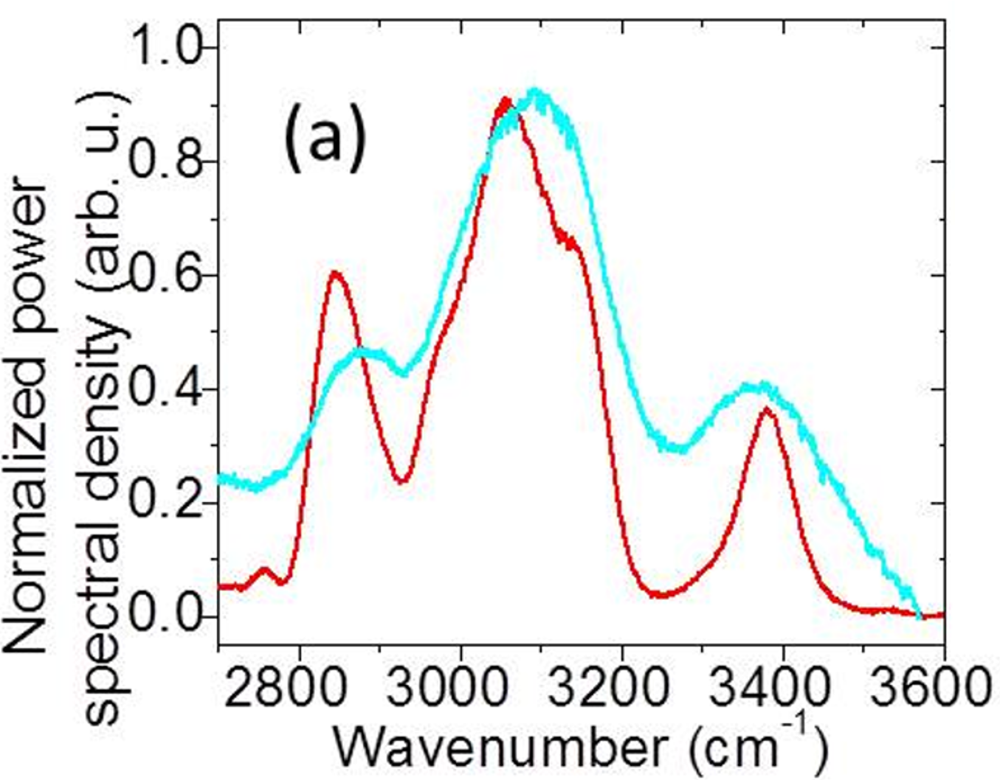 Normalized power
spectral density (arb. u.)
1.0
0.8
0.6
0.4
0.2
0.0
(a)
2800 3000 3200 3400 3600
Wavenumber (cm⁻¹)